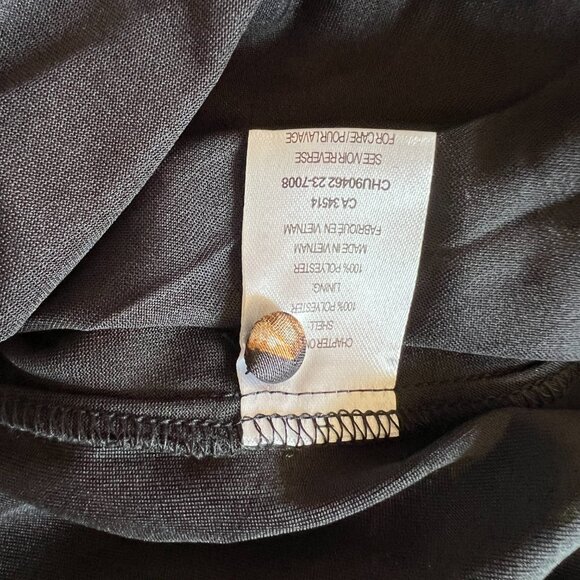 CHAPTER
SHELL:
100% POLYESTER
LINING:
100% POLYESTER
MADE IN VIETNAM
FABRIQUÉ EN VIETNAM
CA 34514
CHU90462 23-7008
SEE/VOIR REVERSE
FOR CARE/POUR LAVAGE